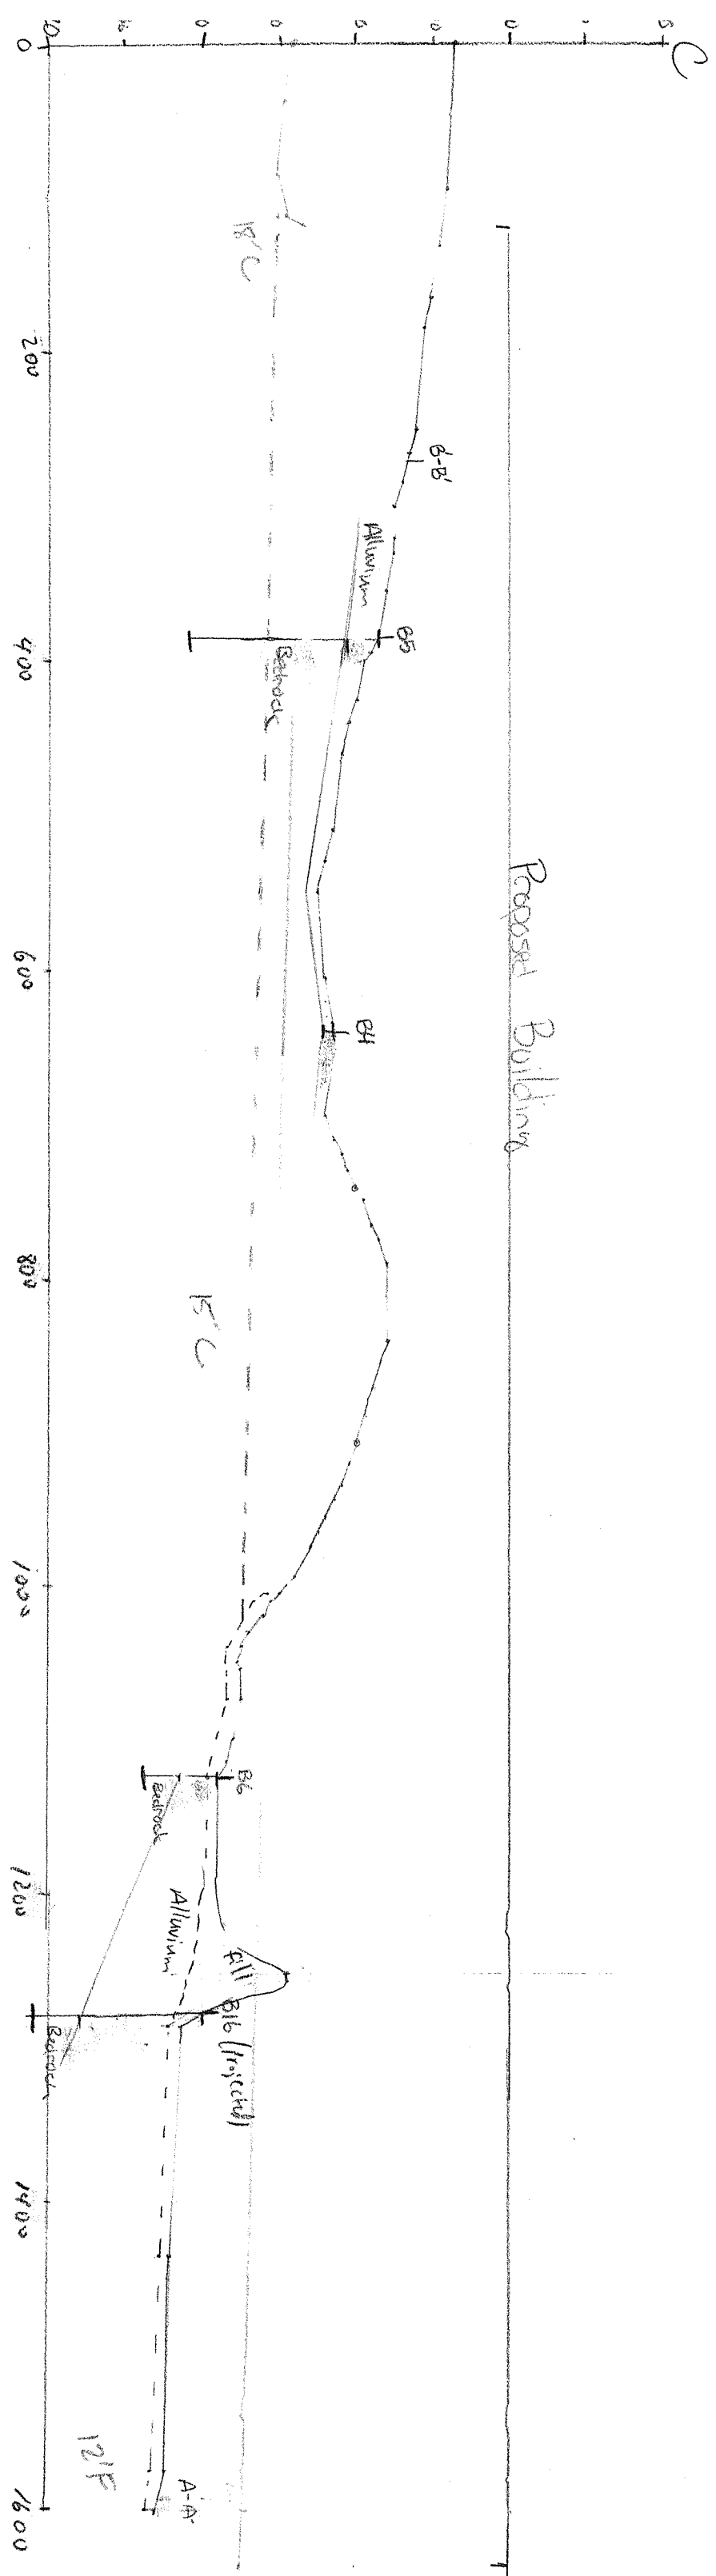 C
Proposed Building
B-B'
B5
Alluvium
Bedrock
18'C
B4
15'C
B6
Bedrock
Alluvium
fill
B16 (Projected)
Bedrock
A-A'
12'F
0
200
400
600
800
1000
1200
1400
1600